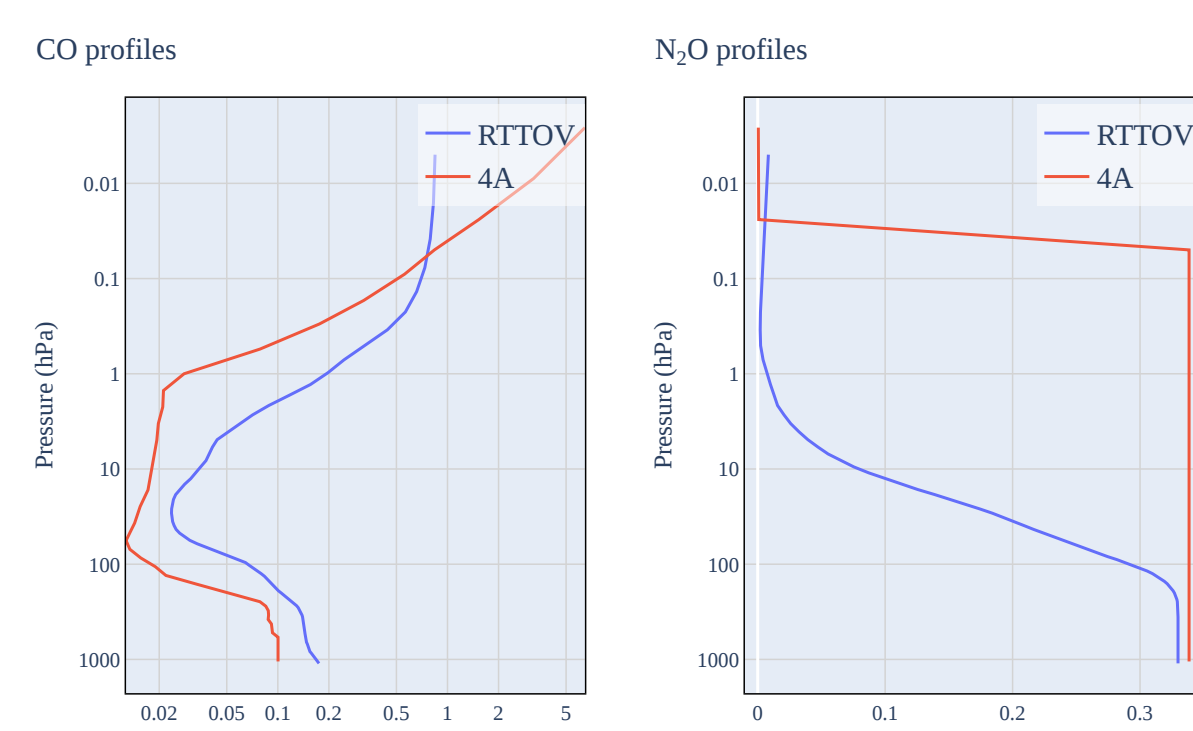 CO profiles
RTTOV
4A
0.01
0.1
1
10
100
1000
Pressure (hPa)
0.02 0.05 0.1 0.2 0.5 1 2 5
N₂O profiles
RTTOV
4A
0.01
0.1
1
10
100
1000
Pressure (hPa)
0 0.1 0.2 0.3